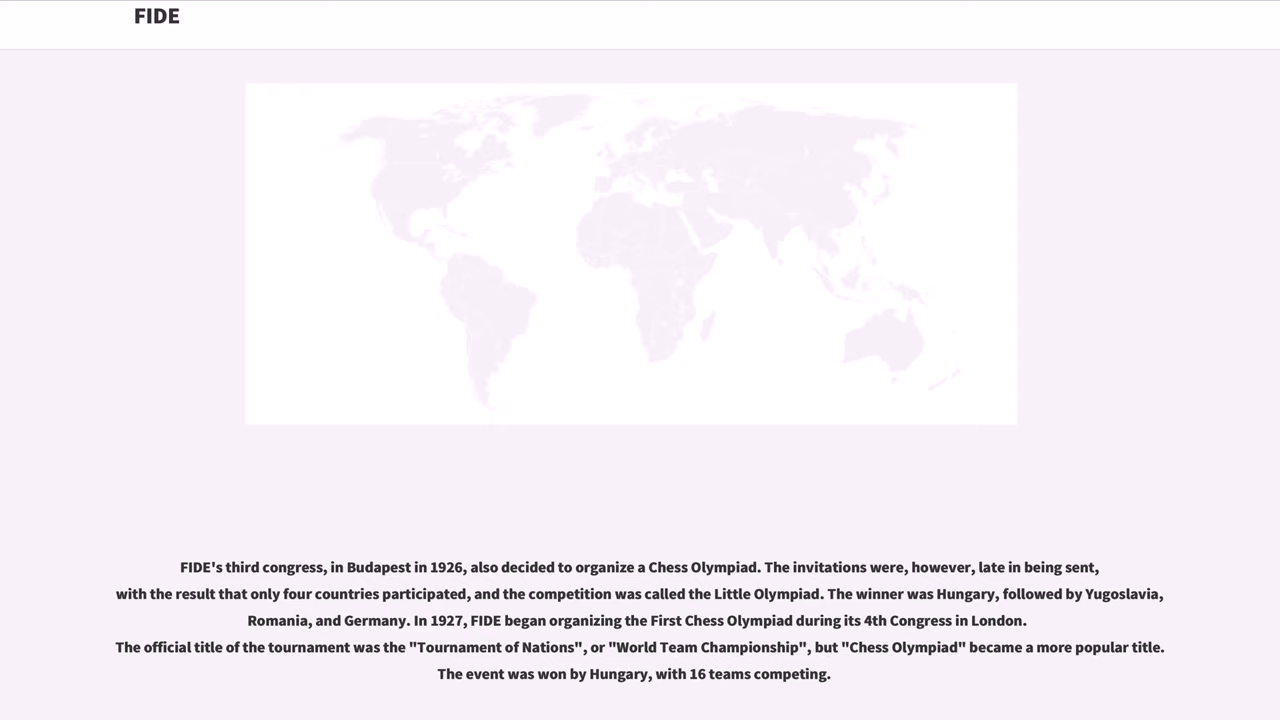 FIDE
FIDE's third congress, in Budapest in 1926, also decided to organize a Chess Olympiad. The invitations were, however, late in being sent,
with the result that only four countries participated, and the competition was called the Little Olympiad. The winner was Hungary, followed by Yugoslavia,
Romania, and Germany. In 1927, FIDE began organizing the First Chess Olympiad during its 4th Congress in London.
The official title of the tournament was the "Tournament of Nations", or "World Team Championship", but "Chess Olympiad" became a more popular title.
The event was won by Hungary, with 16 teams competing.